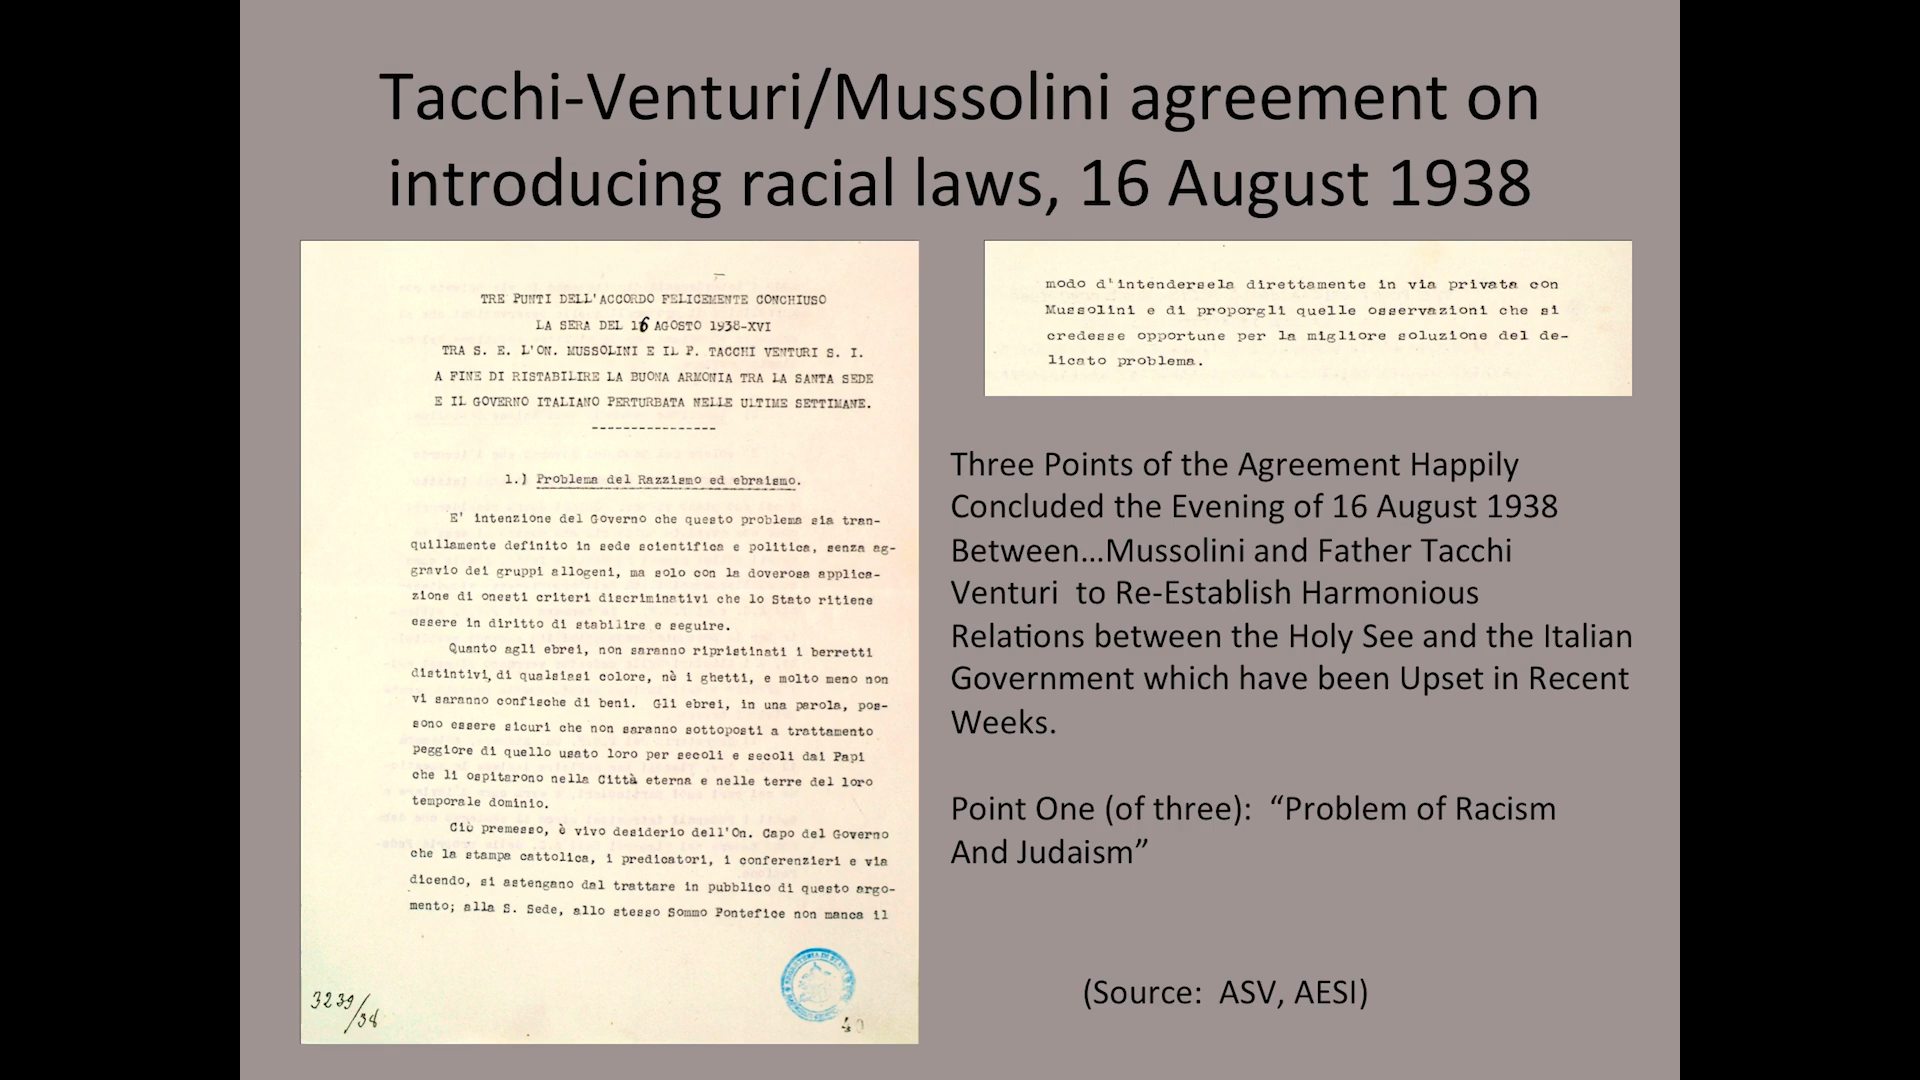 Tacchi-Venturi/Mussolini agreement on
introducing racial laws, 16 August 1938
TRE PUNTI DELL'ACCORDO FELICEMENTE CONCHIUSO
LA SERA DEL 16 AGOSTO 1938-XVI
TRA S. E. L'ON. MUSSOLINI E IL P. TACCHI VENTURI S. I.
A FINE DI RISTABILIRE LA BUONA ARMONIA TRA LA SANTA SEDE
E IL GOVERNO ITALIANO PERTURBATA NELLE ULTIME SETTIMANE.
----------------
1.) Problema del Razzismo ed ebraismo.
E' intenzione del Governo che questo problema sia tran-
quillamente definito in sede scientifica e politica, senza ag-
gravio dei gruppi allogeni, ma solo con la doverosa applica-
zione di onesti criteri discriminativi che lo Stato ritiene
essere in diritto di stabilire e seguire.
Quanto agli ebrei, non saranno ripristinati i berretti
distintivi, di qualsiasi colore, nè i ghetti, e molto meno non
vi saranno confische di beni. Gli ebrei, in una parola, pos-
sono essere sicuri che non saranno sottoposti a trattamento
peggiore di quello usato loro per secoli e secoli dai Papi
che li ospitarono nella Città eterna e nelle terre del loro
temporale dominio.
Ciò premesso, è vivo desiderio dell'On. Capo del Governo
che la stampa cattolica, i predicatori, i conferenzieri e via
dicendo, si astengano dal trattare in pubblico di questo argo-
mento; alla S. Sede, allo stesso Sommo Pontefice non manca il
3239/38
modo d'intendersela direttamente in via privata con
Mussolini e di proporgli quelle osservazioni che si
credesse opportune per la migliore soluzione del de-
licato problema.
Three Points of the Agreement Happily
Concluded the Evening of 16 August 1938
Between...Mussolini and Father Tacchi
Venturi to Re-Establish Harmonious
Relations between the Holy See and the Italian
Government which have been Upset in Recent
Weeks.
Point One (of three): “Problem of Racism
And Judaism”
(Source: ASV, AESI)